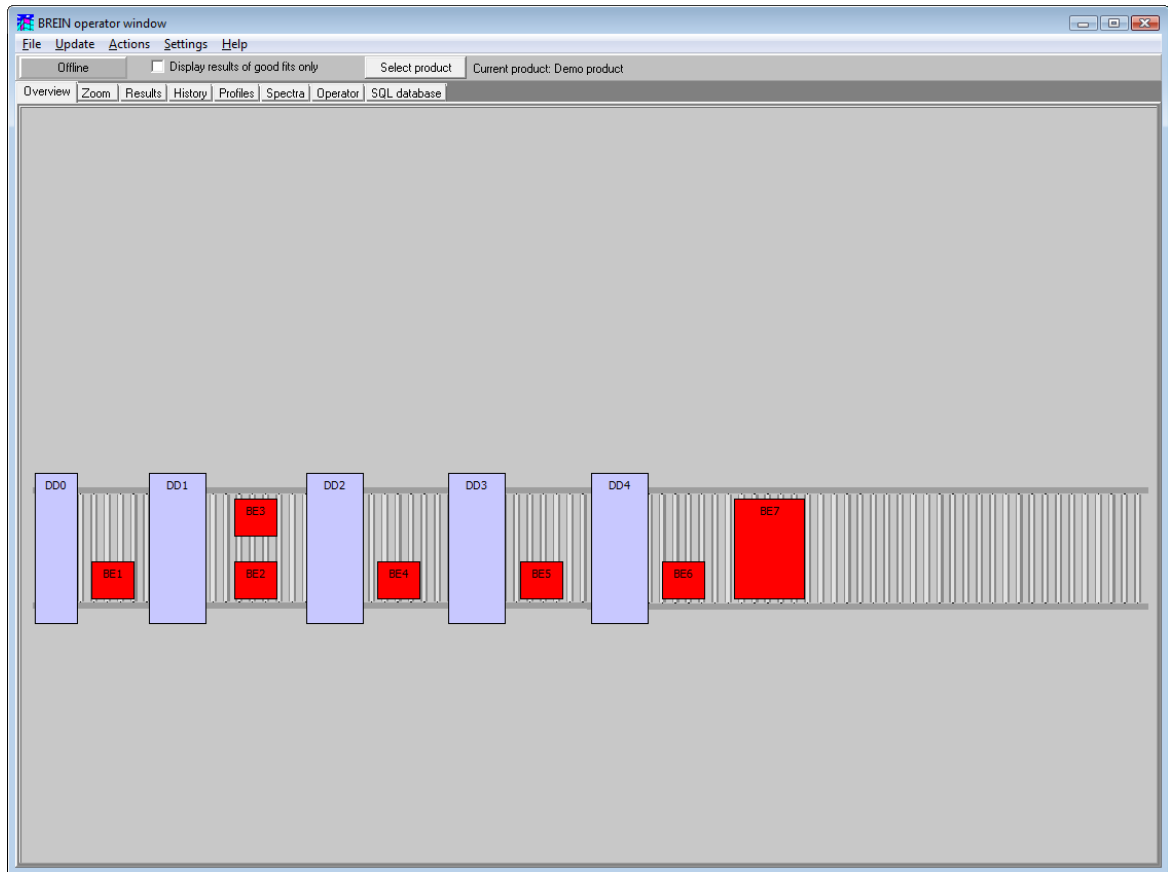 BREIN operator window
File Update Actions Settings Help
Offline Display results of good fits only Select product Current product: Demo product
Overview Zoom Results History Profiles Spectra Operator SQL database
DD0 DD1 DD2 DD3 DD4
BE3 BE7
BE1 BE2 BE4 BE5 BE6